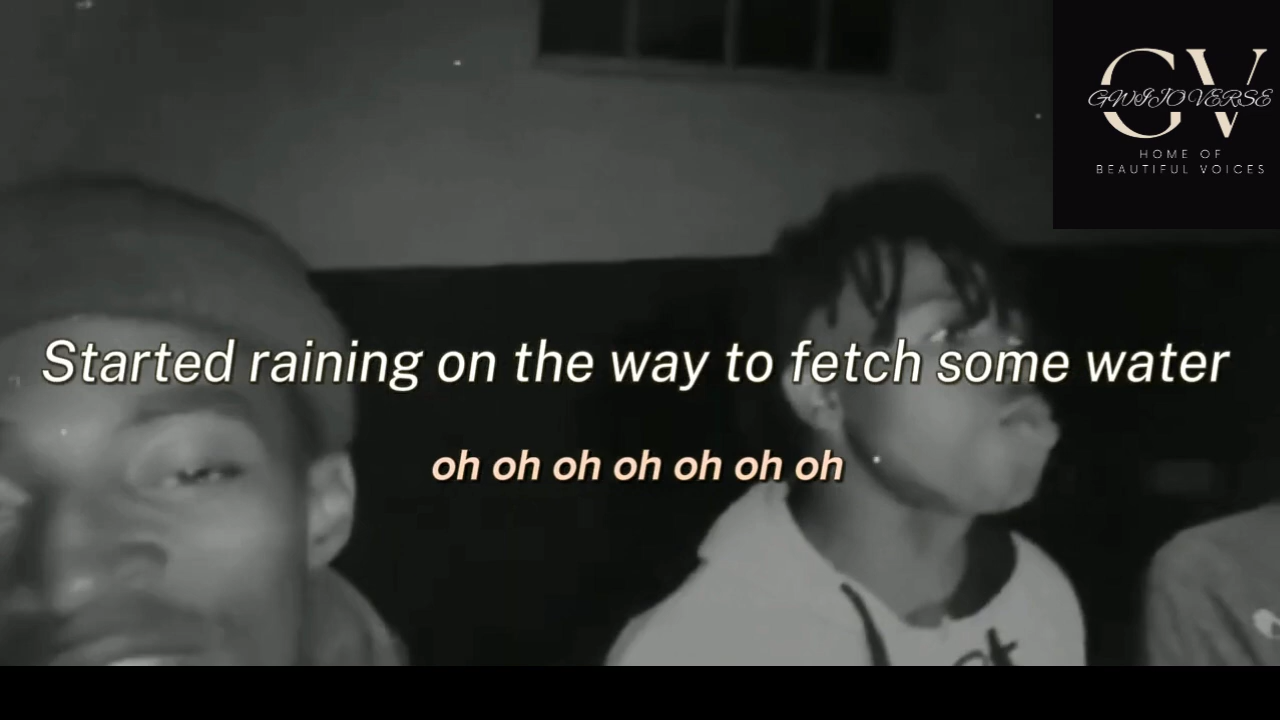 GV
GWIJO VERSE
HOME OF
BEAUTIFUL VOICES
Started raining on the way to fetch some water
oh oh oh oh oh oh oh